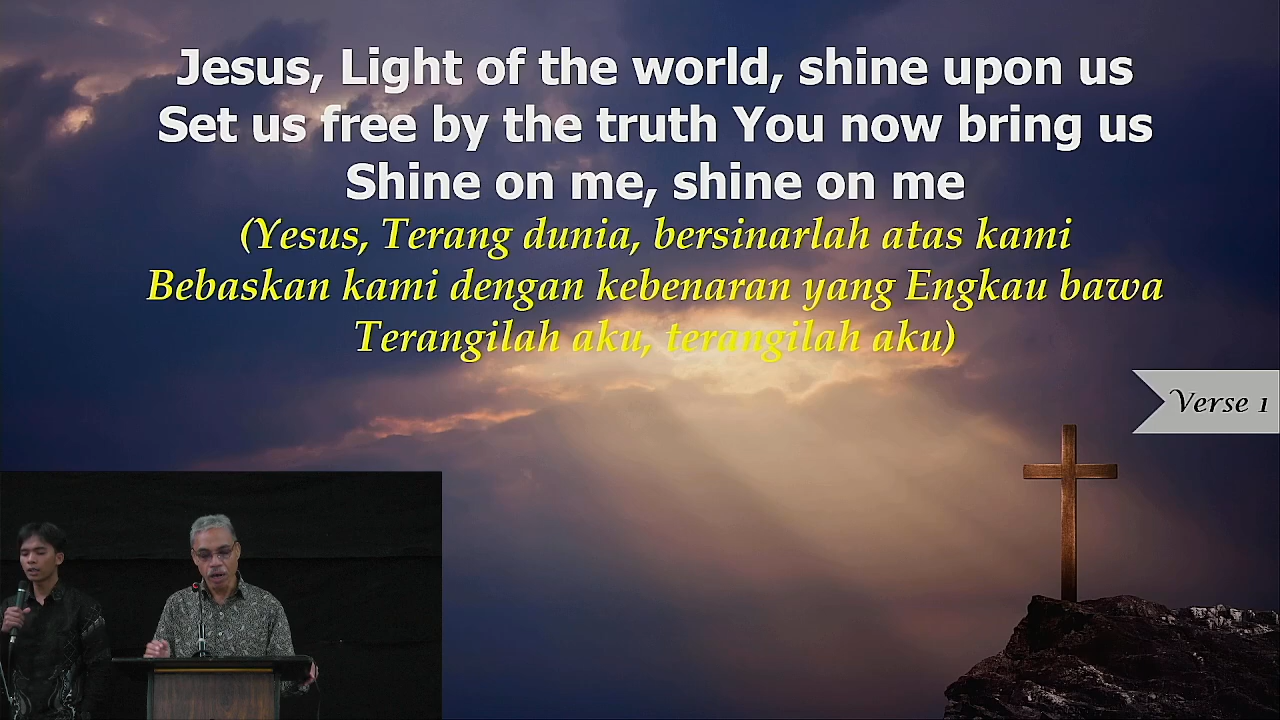 Jesus, Light of the world, shine upon us
Set us free by the truth You now bring us
Shine on me, shine on me
(Yesus, Terang dunia, bersinarlah atas kami
Bebaskan kami dengan kebenaran yang Engkau bawa
Terangilah aku, terangilah aku)
Verse 1